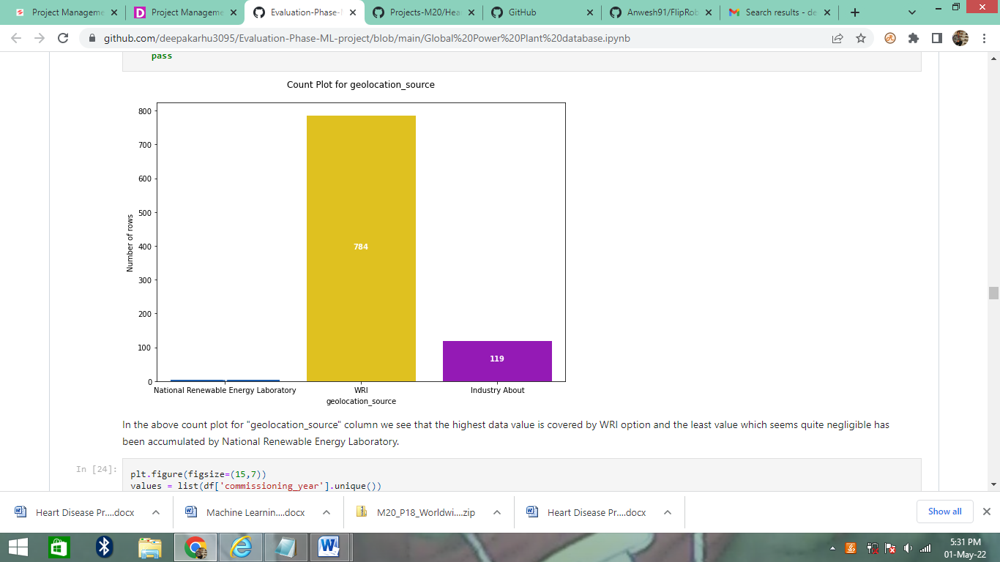 Project Manageme
Project Manageme
Evaluation-Phase-M
Projects-M20/Hea
GitHub
Anwesh91/FlipRob
Search results - de
github.com/deepakarhu3095/Evaluation-Phase-ML-project/blob/main/Global%20Power%20Plant%20database.ipynb
pass
Count Plot for geolocation_source
800
700
600
500
400
300
200
100
0
Number of rows
784
119
National Renewable Energy Laboratory
WRI
Industry About
geolocation_source
In the above count plot for "geolocation_source" column we see that the highest data value is covered by WRI option and the least value which seems quite negligible has
been accumulated by National Renewable Energy Laboratory.
In [24]:
plt.figure(figsize=(15,7))
values = list(df['commissioning_year'].unique())
Heart Disease Pr....docx
Machine Learnin....docx
M20_P18_Worldwi....zip
Heart Disease Pr....docx
Show all
5:31 PM
01-May-22